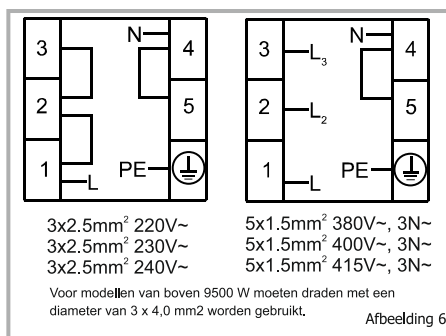 3 N 4
2 5
1 L PE
3 L3 N 4
2 L2 5
1 L PE
3x2.5mm² 220V~
3x2.5mm² 230V~
3x2.5mm² 240V~
5x1.5mm² 380V~, 3N~
5x1.5mm² 400V~, 3N~
5x1.5mm² 415V~, 3N~
Voor modellen van boven 9500 W moeten draden met een
diameter van 3 x 4,0 mm2 worden gebruikt.
Afbeelding 6